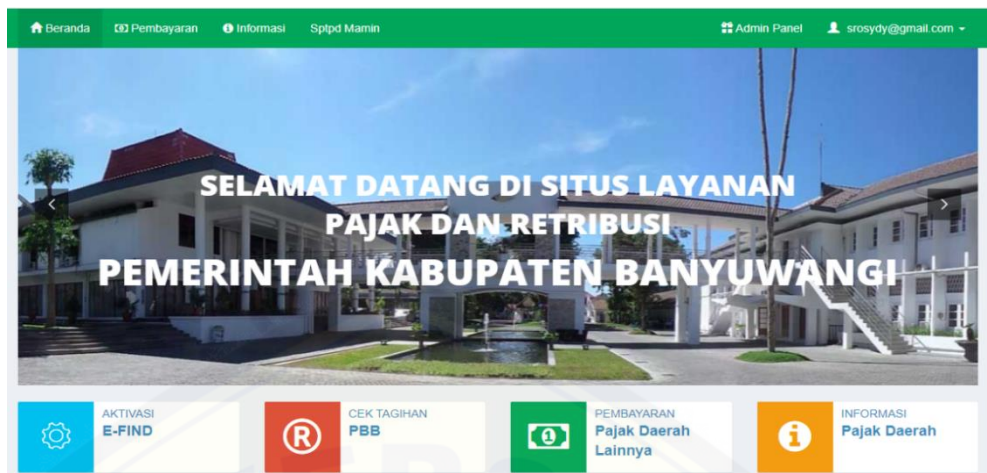 Beranda Pembayaran Informasi Sptpd Mamin Admin Panel srosydy@gmail.com
SELAMAT DATANG DI SITUS LAYANAN
PAJAK DAN RETRIBUSI
PEMERINTAH KABUPATEN BANYUWANGI
AKTIVASI
E-FIND
CEK TAGIHAN
PBB
PEMBAYARAN
Pajak Daerah
Lainnya
INFORMASI
Pajak Daerah